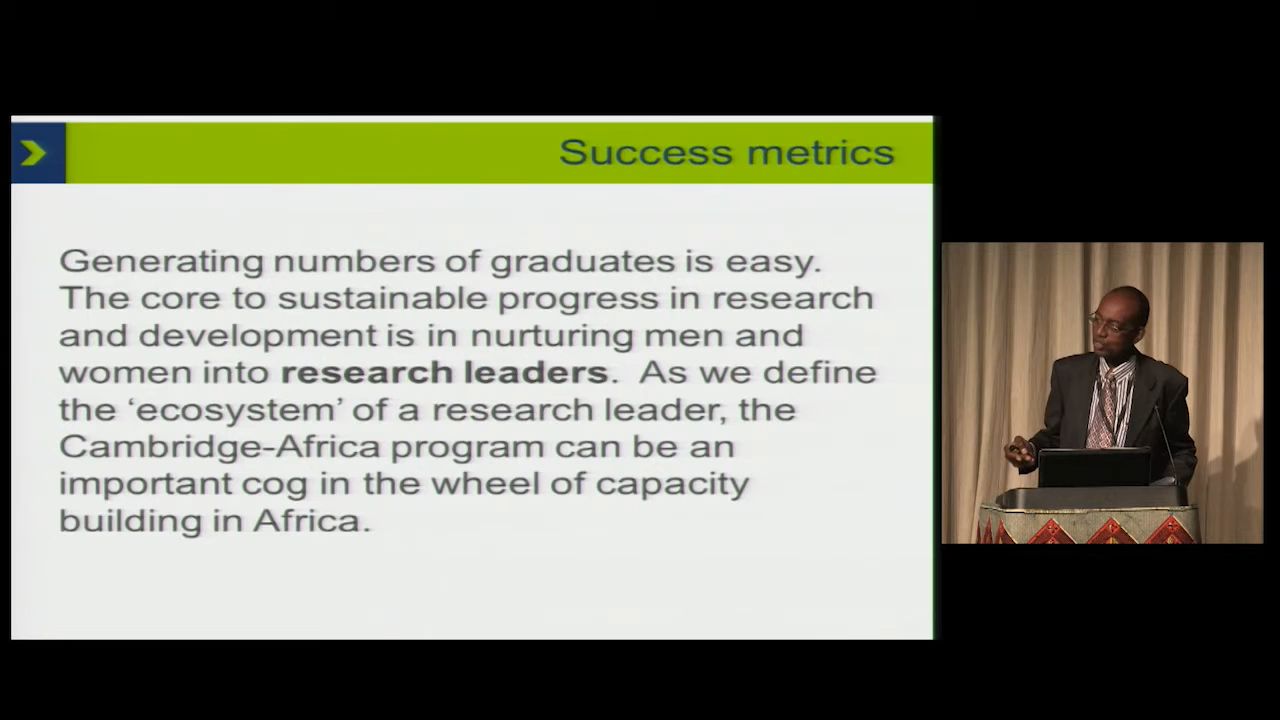 Success metrics
Generating numbers of graduates is easy.
The core to sustainable progress in research
and development is in nurturing men and
women into research leaders. As we define
the ‘ecosystem’ of a research leader, the
Cambridge-Africa program can be an
important cog in the wheel of capacity
building in Africa.